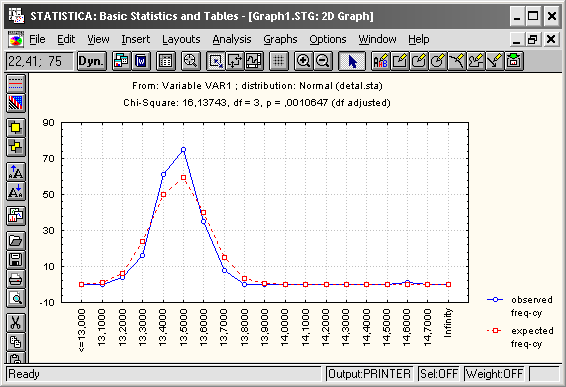 STATISTICA: Basic Statistics and Tables - [Graph1.STG: 2D Graph]
File Edit View Insert Layouts Analysis Graphs Options Window Help
22,41; 75 Dyn.
From: Variable VAR1 ; distribution: Normal (detal.sta)
Chi-Square: 16,13743, df = 3, p = ,0010647 (df adjusted)
90
70
50
30
10
-10
<=13,000
13,1000
13,2000
13,3000
13,4000
13,5000
13,6000
13,7000
13,8000
13,9000
14,0000
14,1000
14,2000
14,3000
14,4000
14,5000
14,6000
14,7000
Infinity
observed
freq-cy
expected
freq-cy
Ready
Output:PRINTER Sel:OFF Weight:OFF